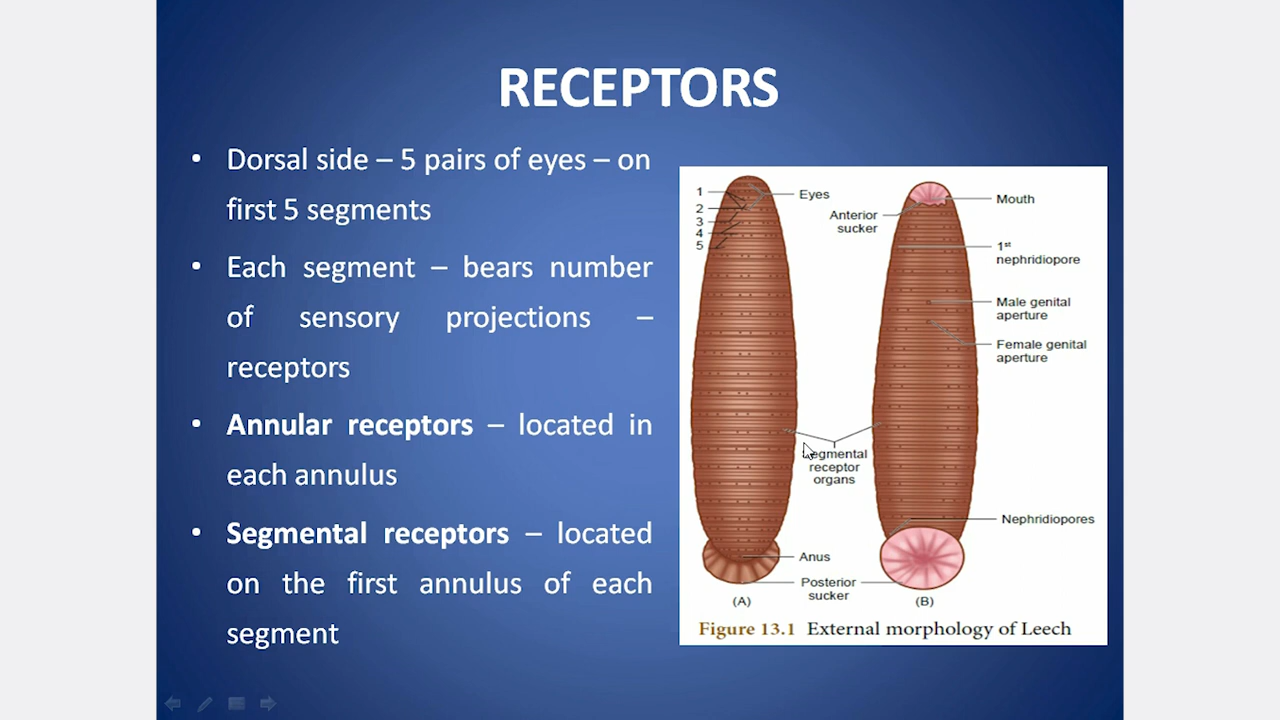 RECEPTORS
• Dorsal side – 5 pairs of eyes – on
first 5 segments
• Each segment – bears number
of sensory projections –
receptors
• Annular receptors – located in
each annulus
• Segmental receptors – located
on the first annulus of each
segment
1
2
3
4
5
Eyes
Anterior
sucker
Mouth
1st
nephridiopore
Male genital
aperture
Female genital
aperture
Segmental
receptor
organs
Nephridiopores
Anus
Posterior
sucker
(A)
(B)
Figure 13.1 External morphology of Leech